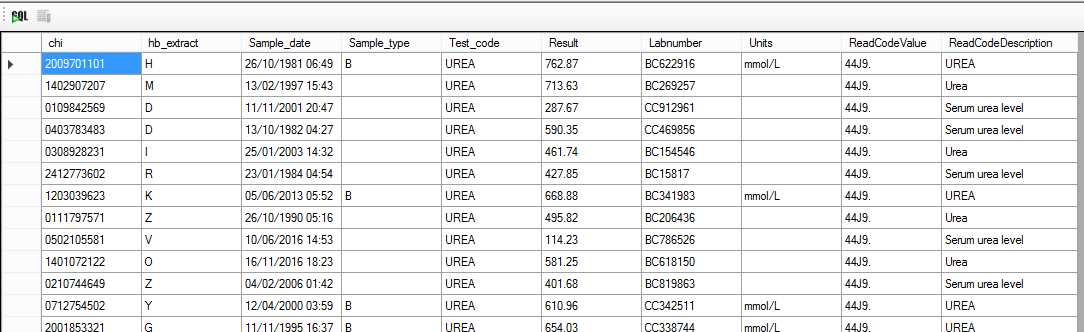 SQL
chi hb_extract Sample_date Sample_type Test_code Result Labnumber Units ReadCodeValue ReadCodeDescription
2009701101 H 26/10/1981 06:49 B UREA 762.87 BC622916 mmol/L 44J9. UREA
1402907207 M 13/02/1997 15:43 UREA 713.63 BC269257 44J9. Urea
0109842569 D 11/11/2001 20:47 UREA 287.67 CC912961 44J9. Serum urea level
0403783483 D 13/10/1982 04:27 UREA 590.35 CC469856 44J9. Serum urea level
0308928231 I 25/01/2003 14:32 UREA 461.74 BC154546 44J9. Urea
2412773602 R 23/01/1984 04:54 UREA 427.85 BC15817 44J9. Serum urea level
1203039623 K 05/06/2013 05:52 B UREA 668.88 BC341983 mmol/L 44J9. UREA
0111797571 Z 26/10/1990 05:16 UREA 495.82 BC206436 44J9. Urea
0502105581 V 10/06/2016 14:53 UREA 114.23 BC786526 44J9. Serum urea level
1401072122 O 16/11/2016 18:23 UREA 581.25 BC618150 44J9. Urea
0210744649 Z 04/02/2006 01:42 UREA 401.68 BC819863 44J9. Serum urea level
0712754502 Y 12/04/2000 03:59 B UREA 610.96 CC342511 mmol/L 44J9. UREA
2001853321 G 11/11/1995 16:37 B UREA 654.03 CC338744 mmol/L 44J9. UREA